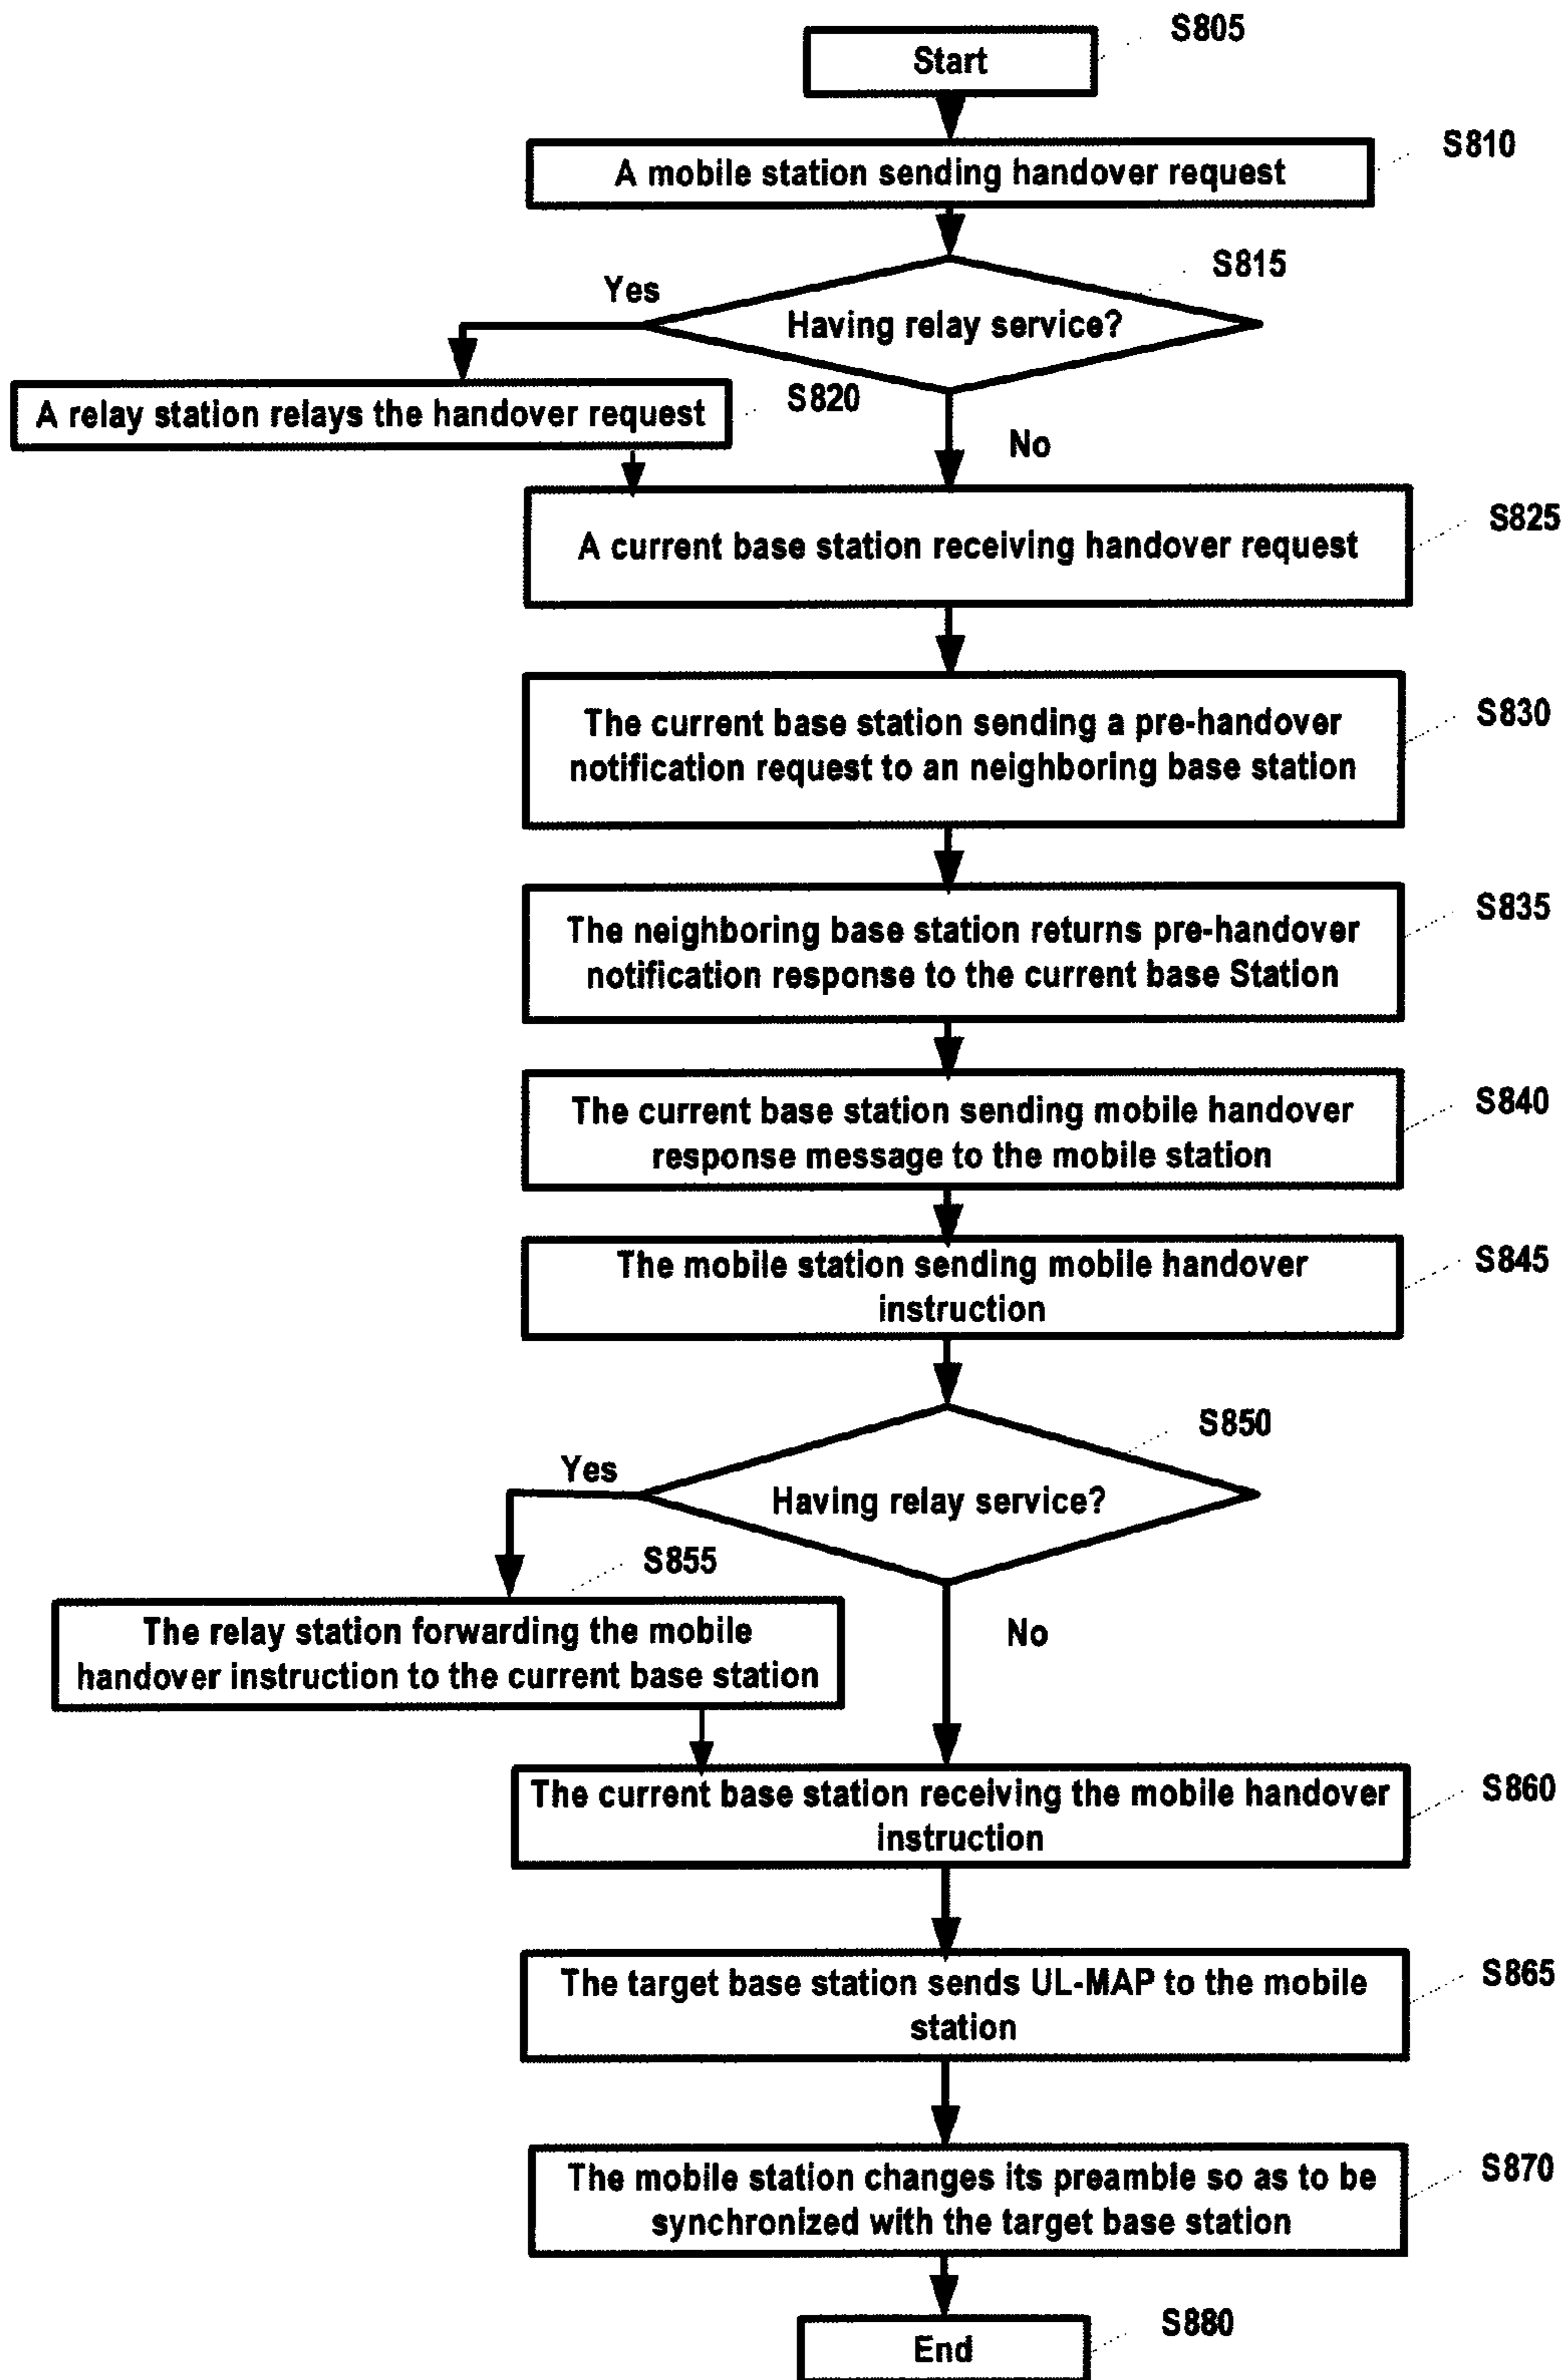 S805
Start
S810
A mobile station sending handover request
S815
Yes
Having relay service?
S820
A relay station relays the handover request
No
S825
A current base station receiving handover request
S830
The current base station sending a pre-handover
notification request to an neighboring base station
S835
The neighboring base station returns pre-handover
notification response to the current base Station
S840
The current base station sending mobile handover
response message to the mobile station
S845
The mobile station sending mobile handover
instruction
S850
Yes
Having relay service?
S855
The relay station forwarding the mobile
handover instruction to the current base station
No
S860
The current base station receiving the mobile handover
instruction
S865
The target base station sends UL-MAP to the mobile
station
S870
The mobile station changes its preamble so as to be
synchronized with the target base station
S880
End